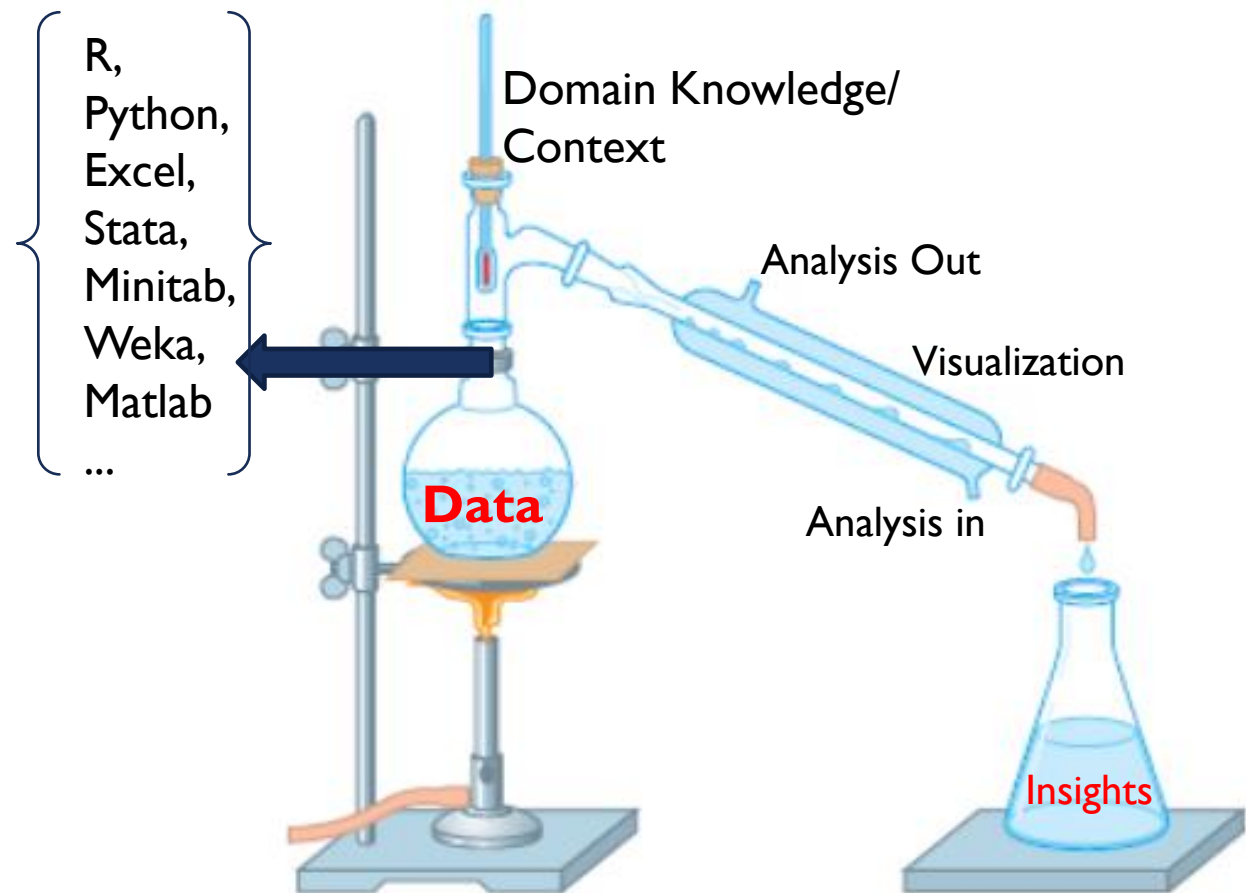 R,
Python,
Excel,
Stata,
Minitab,
Weka,
Matlab
...
Domain Knowledge/
Context
Analysis Out
Visualization
Data
Analysis in
Insights